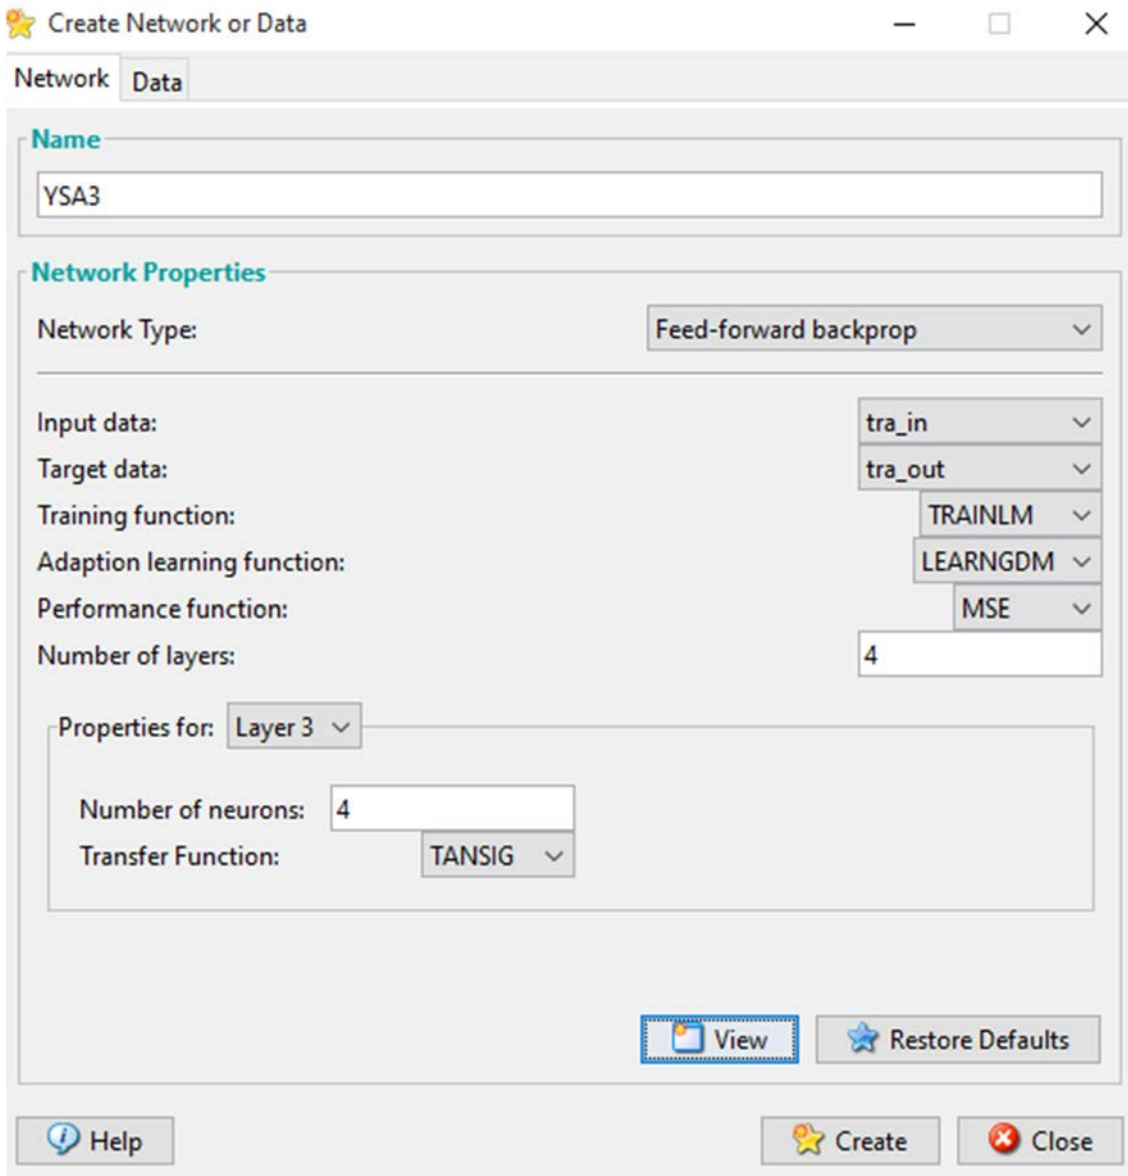 Create Network or Data
Network Data
Name
YSA3
Network Properties
Network Type: Feed-forward backprop
Input data: tra_in
Target data: tra_out
Training function: TRAINLM
Adaption learning function: LEARNGDM
Performance function: MSE
Number of layers: 4
Properties for: Layer 3
Number of neurons: 4
Transfer Function: TANSIG
View Restore Defaults
Help Create Close